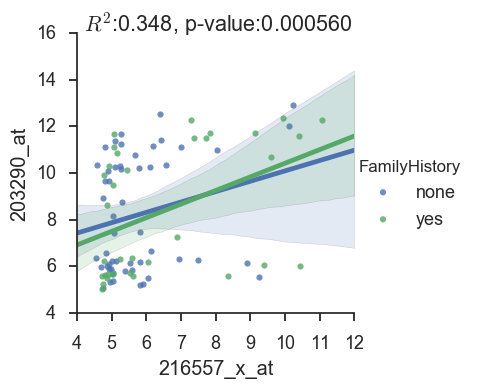 R²:0.348, p-value:0.000560
16
14
12
10
8
6
4
203290_at
4 5 6 7 8 9 10 11 12
216557_x_at
FamilyHistory
none
yes